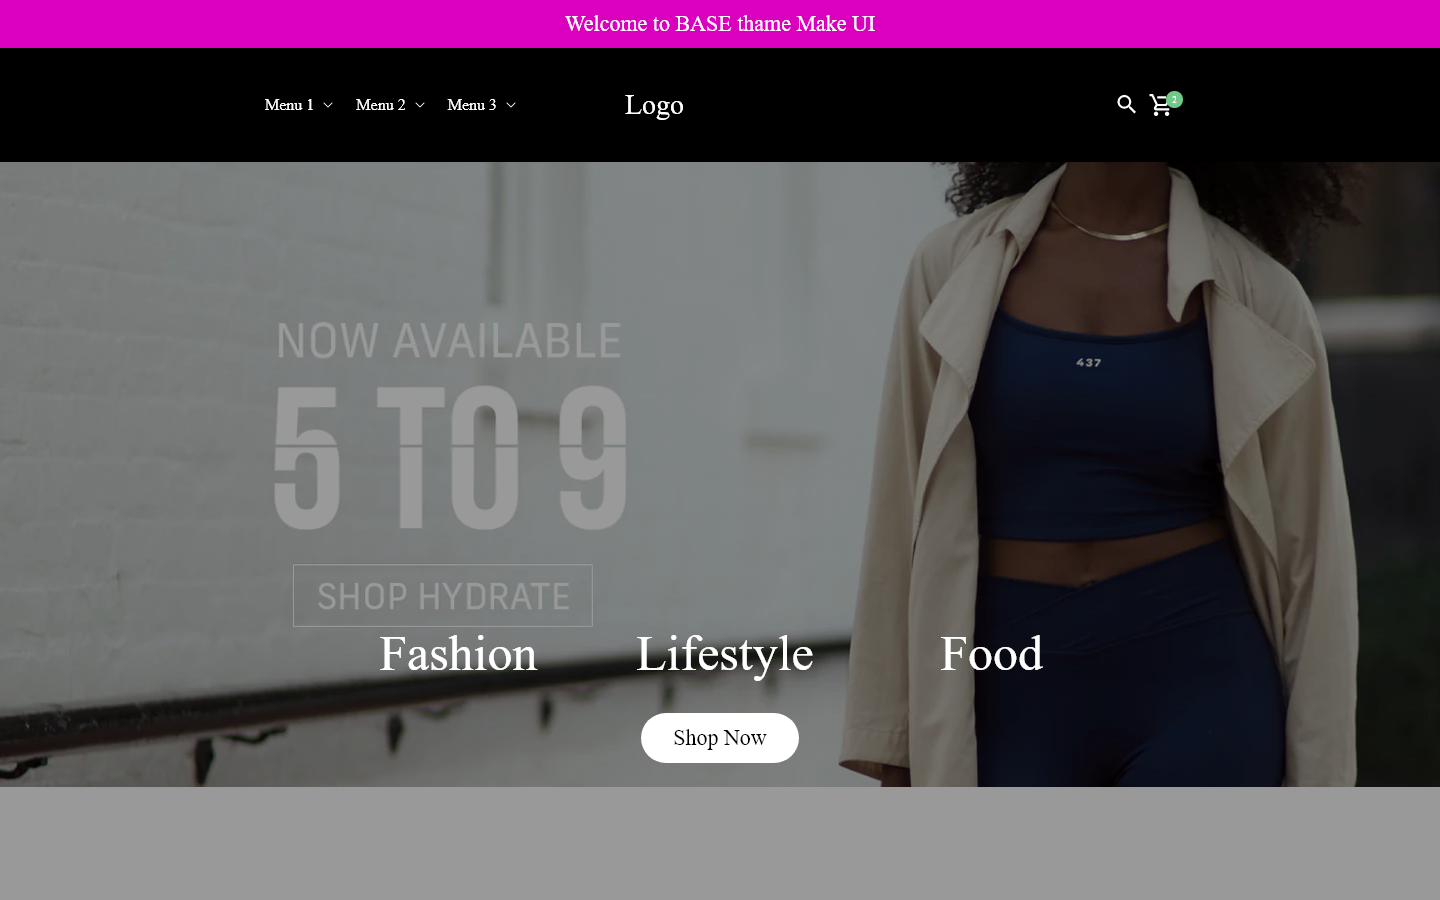 Welcome to BASE thame Make UI
Menu 1 Menu 2 Menu 3 Logo 2
NOW AVAILABLE
5 TO 9
437
SHOP HYDRATE
Fashion Lifestyle Food
Shop Now